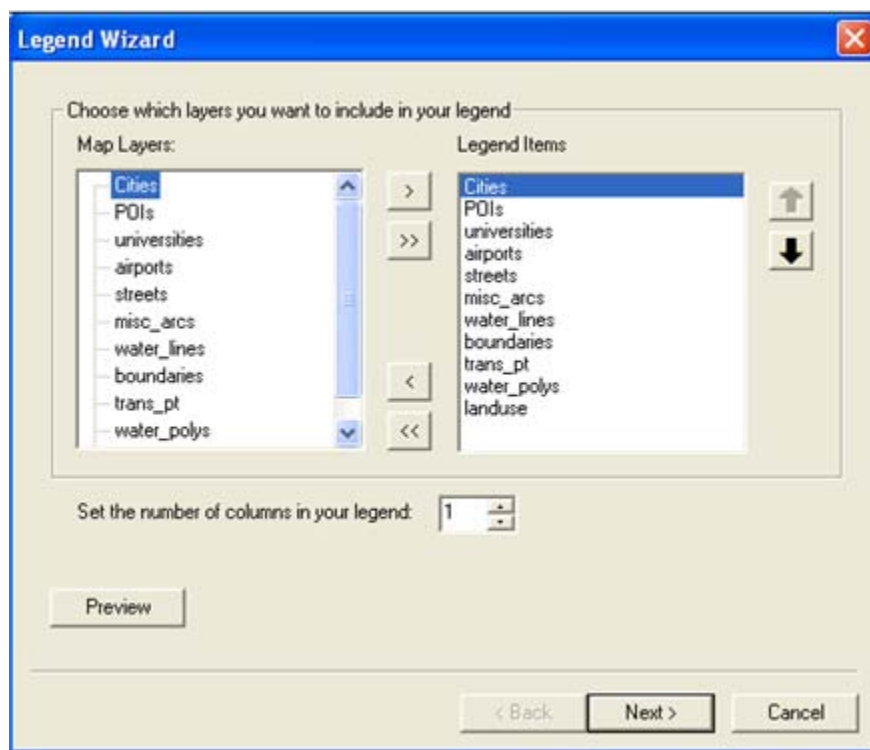 Legend Wizard
Choose which layers you want to include in your legend
Map Layers:
Cities
POIs
universities
airports
streets
misc_arcs
water_lines
boundaries
trans_pt
water_polys
>
>>
<
<<
Legend Items
Cities
POIs
universities
airports
streets
misc_arcs
water_lines
boundaries
trans_pt
water_polys
landuse
Set the number of columns in your legend: 1
Preview
< Back
Next >
Cancel